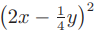 (2x − 1/4 y)²